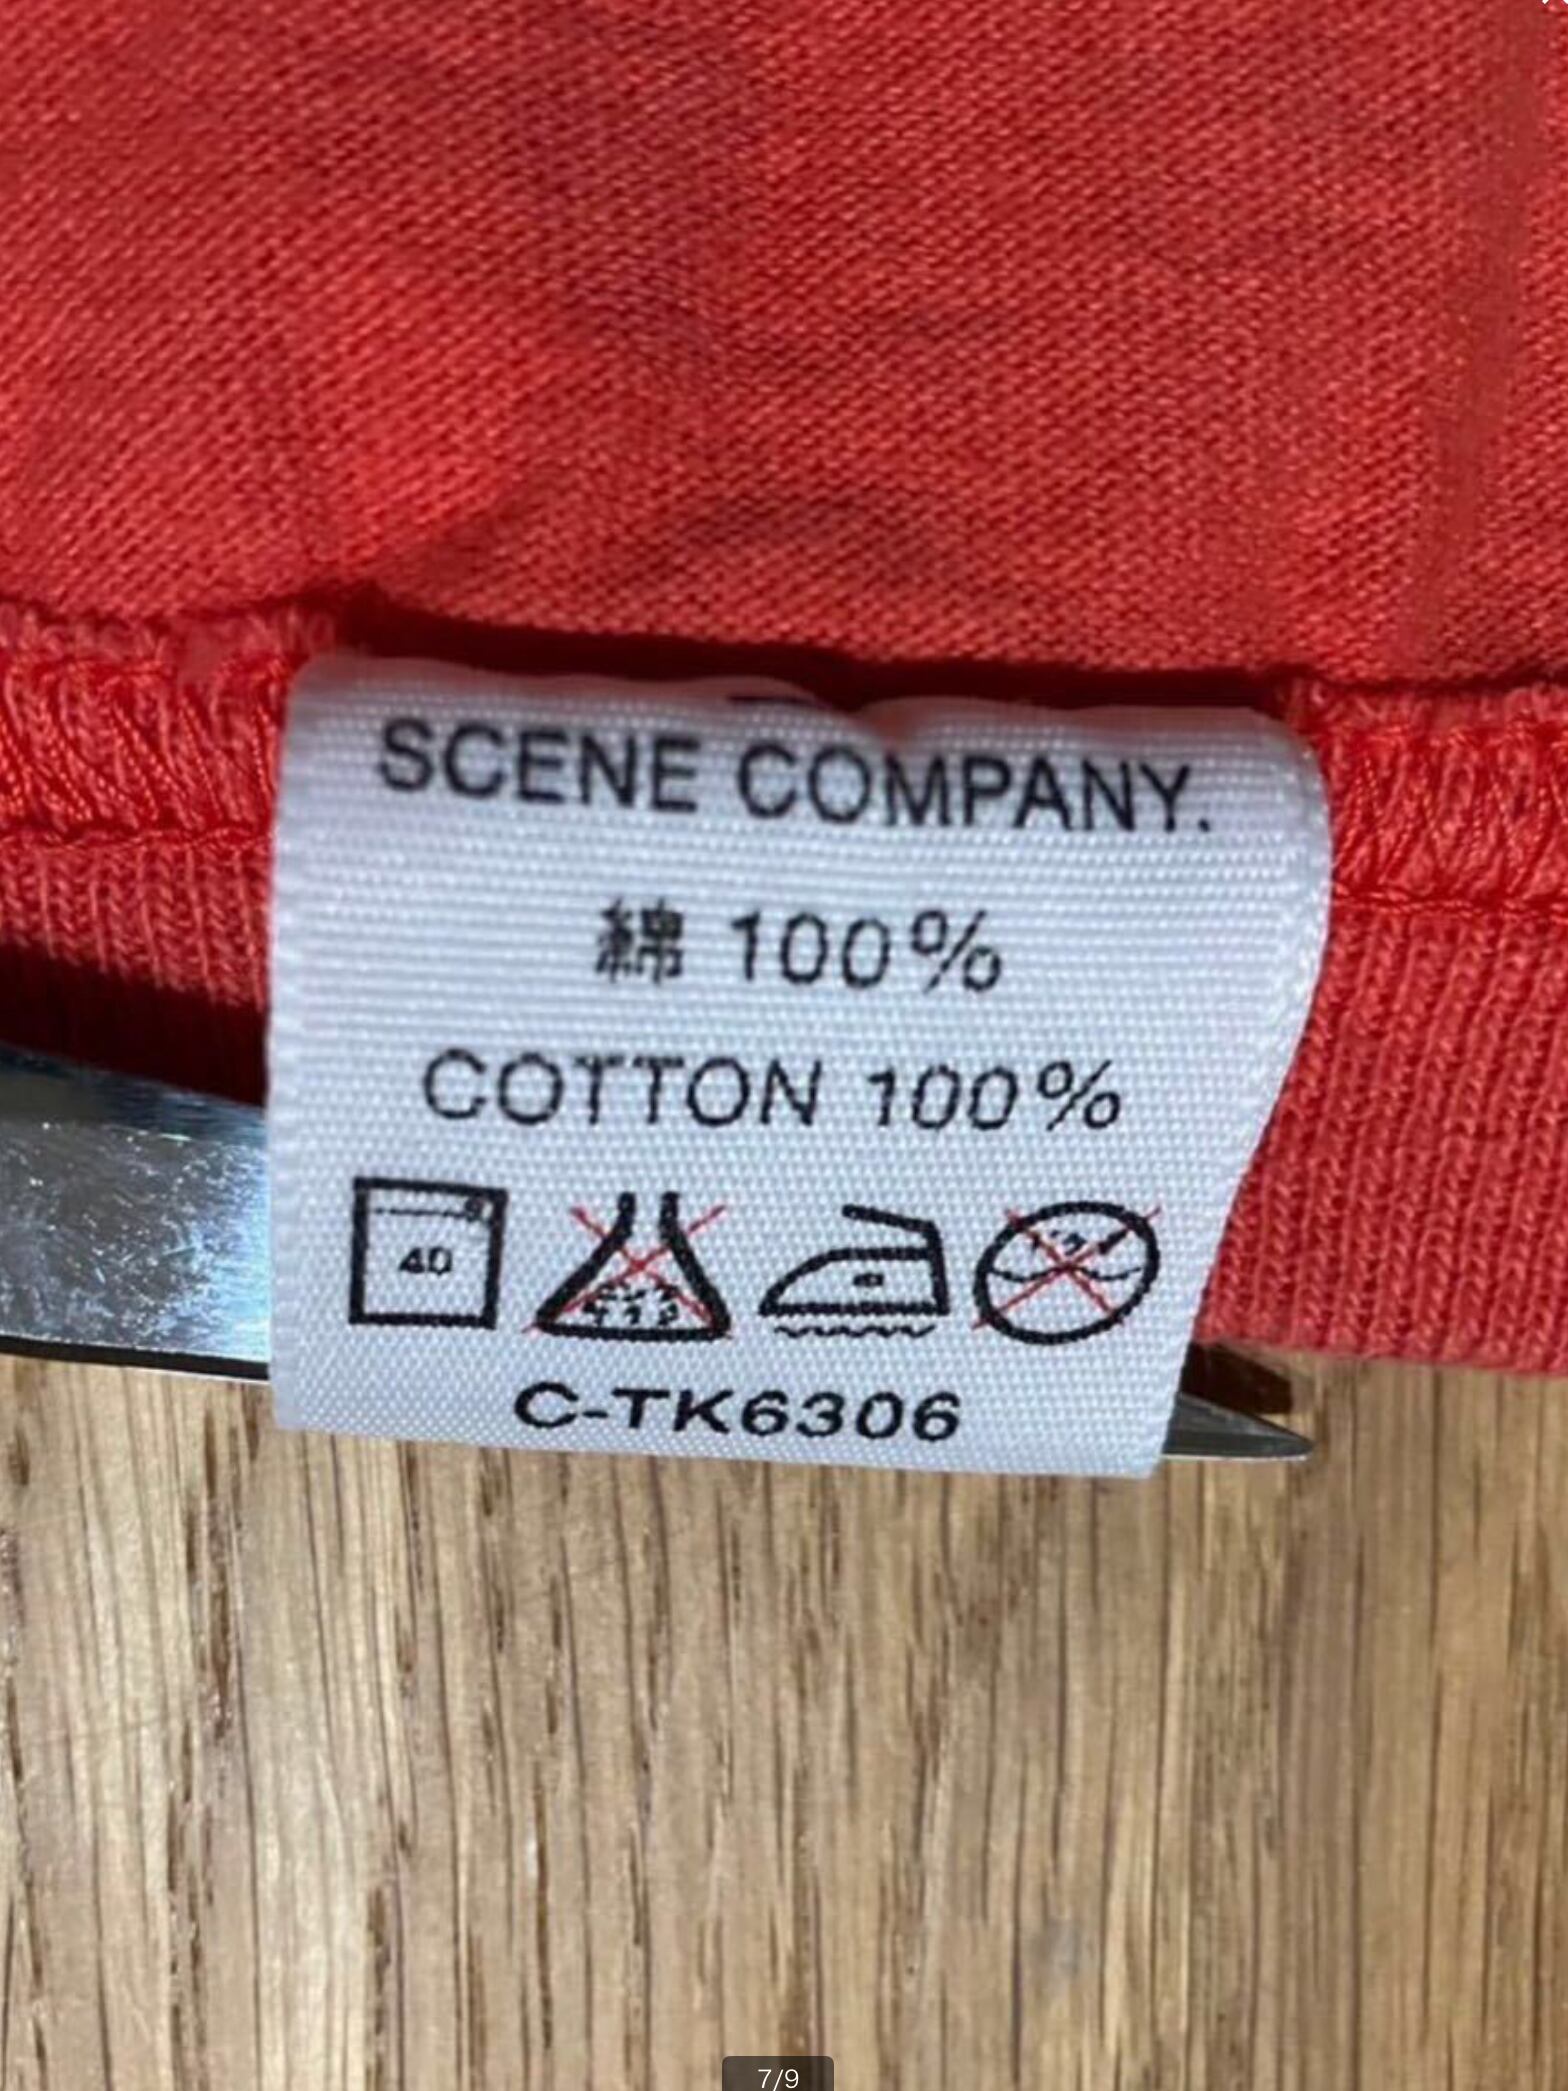 SCENE COMPANY.
綿 100%
COTTON 100%
40
C-TK6306
7/9